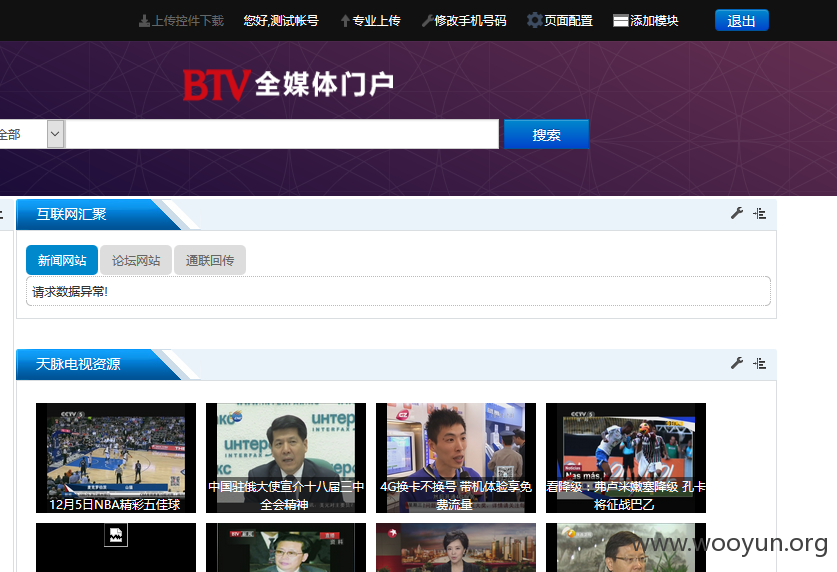 上传控件下载 您好,测试帐号 专业上传 修改手机号码 页面配置 添加模块 退出
BTV 全媒体门户
全部 搜索
互联网汇聚
新闻网站 论坛网站 通联回传
请求数据异常!
天脉电视资源
12月5日NBA精彩五佳球
中国驻俄大使宣介十八届三中
全会精神
4G换卡不换号 带机体验享免
费流量
看降级：弗卢米嫩塞降级 孔卡
将征战巴乙
www.wooyun.org